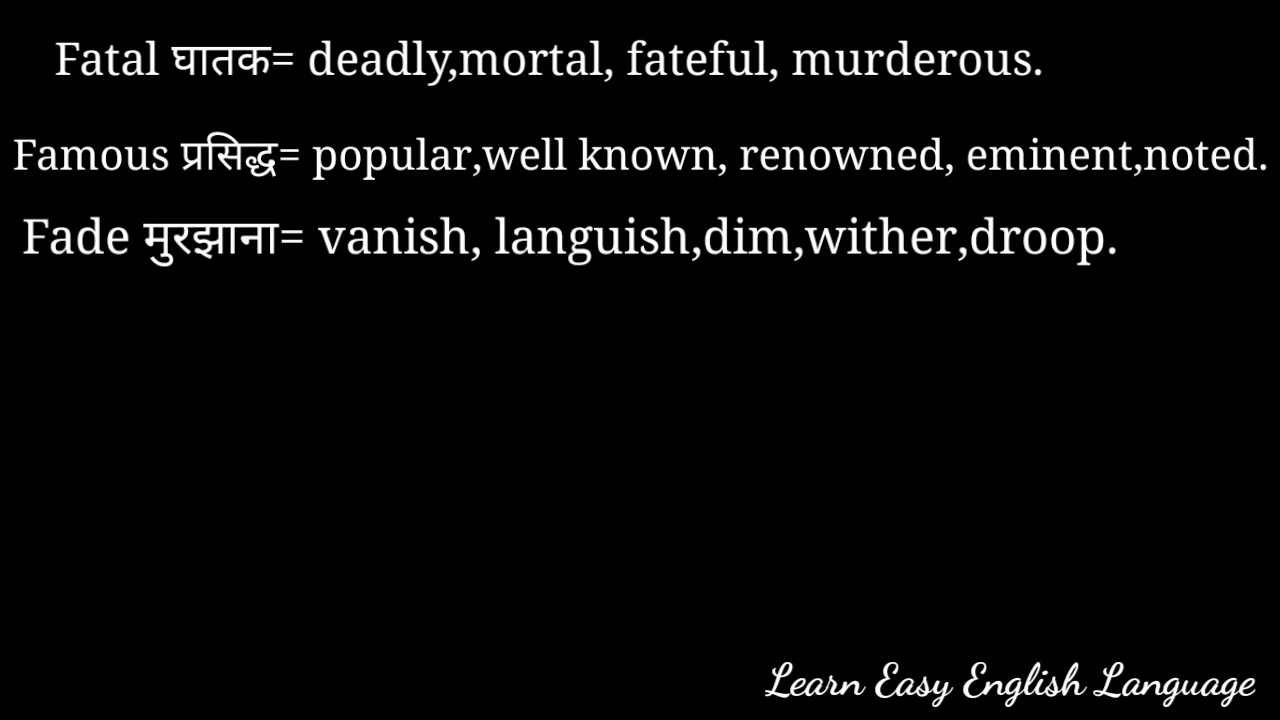 Fatal घातक= deadly,mortal, fateful, murderous.
Famous प्रसिद्ध= popular,well known, renowned, eminent,noted.
Fade मुरझाना= vanish, languish,dim,wither,droop.
Learn Easy English Language